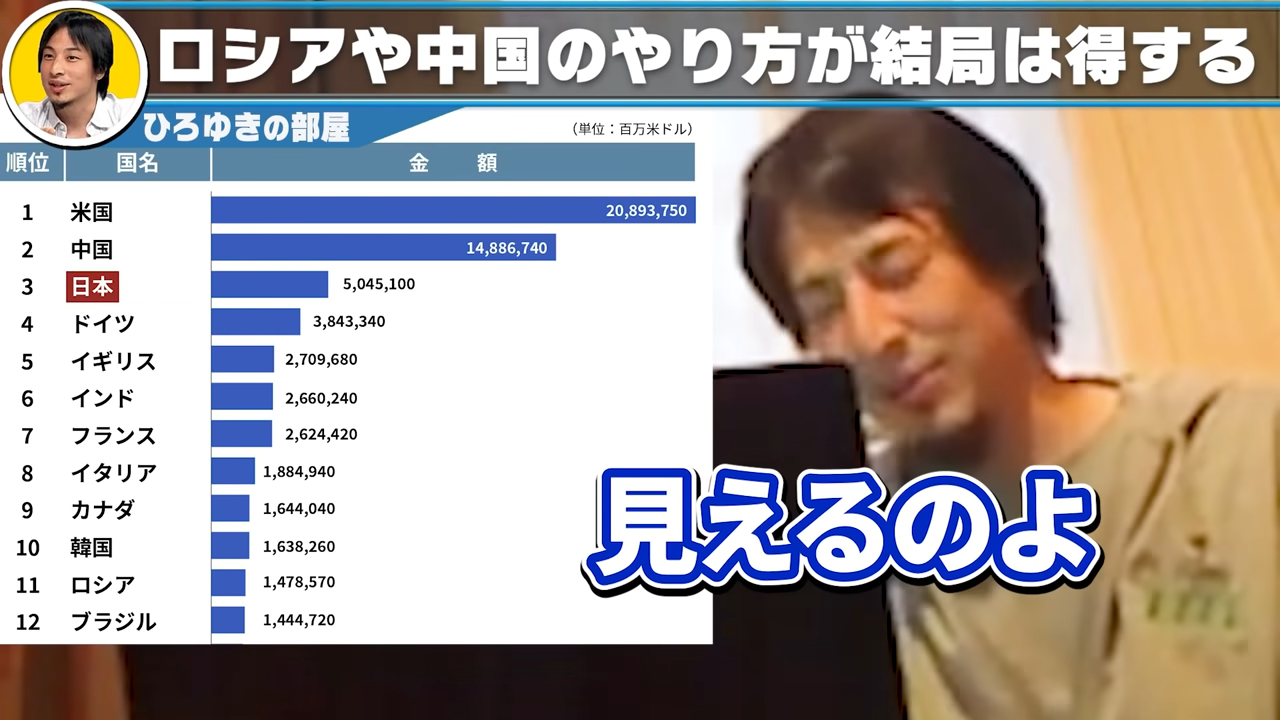 ロシアや中国のやり方が結局は得する
ひろゆきの部屋
（単位：百万米ドル）
順位 国名 金 額
1 米国 20,893,750
2 中国 14,886,740
3 日本 5,045,100
4 ドイツ 3,843,340
5 イギリス 2,709,680
6 インド 2,660,240
7 フランス 2,624,420
8 イタリア 1,884,940
9 カナダ 1,644,040
10 韓国 1,638,260
11 ロシア 1,478,570
12 ブラジル 1,444,720
見えるのよ